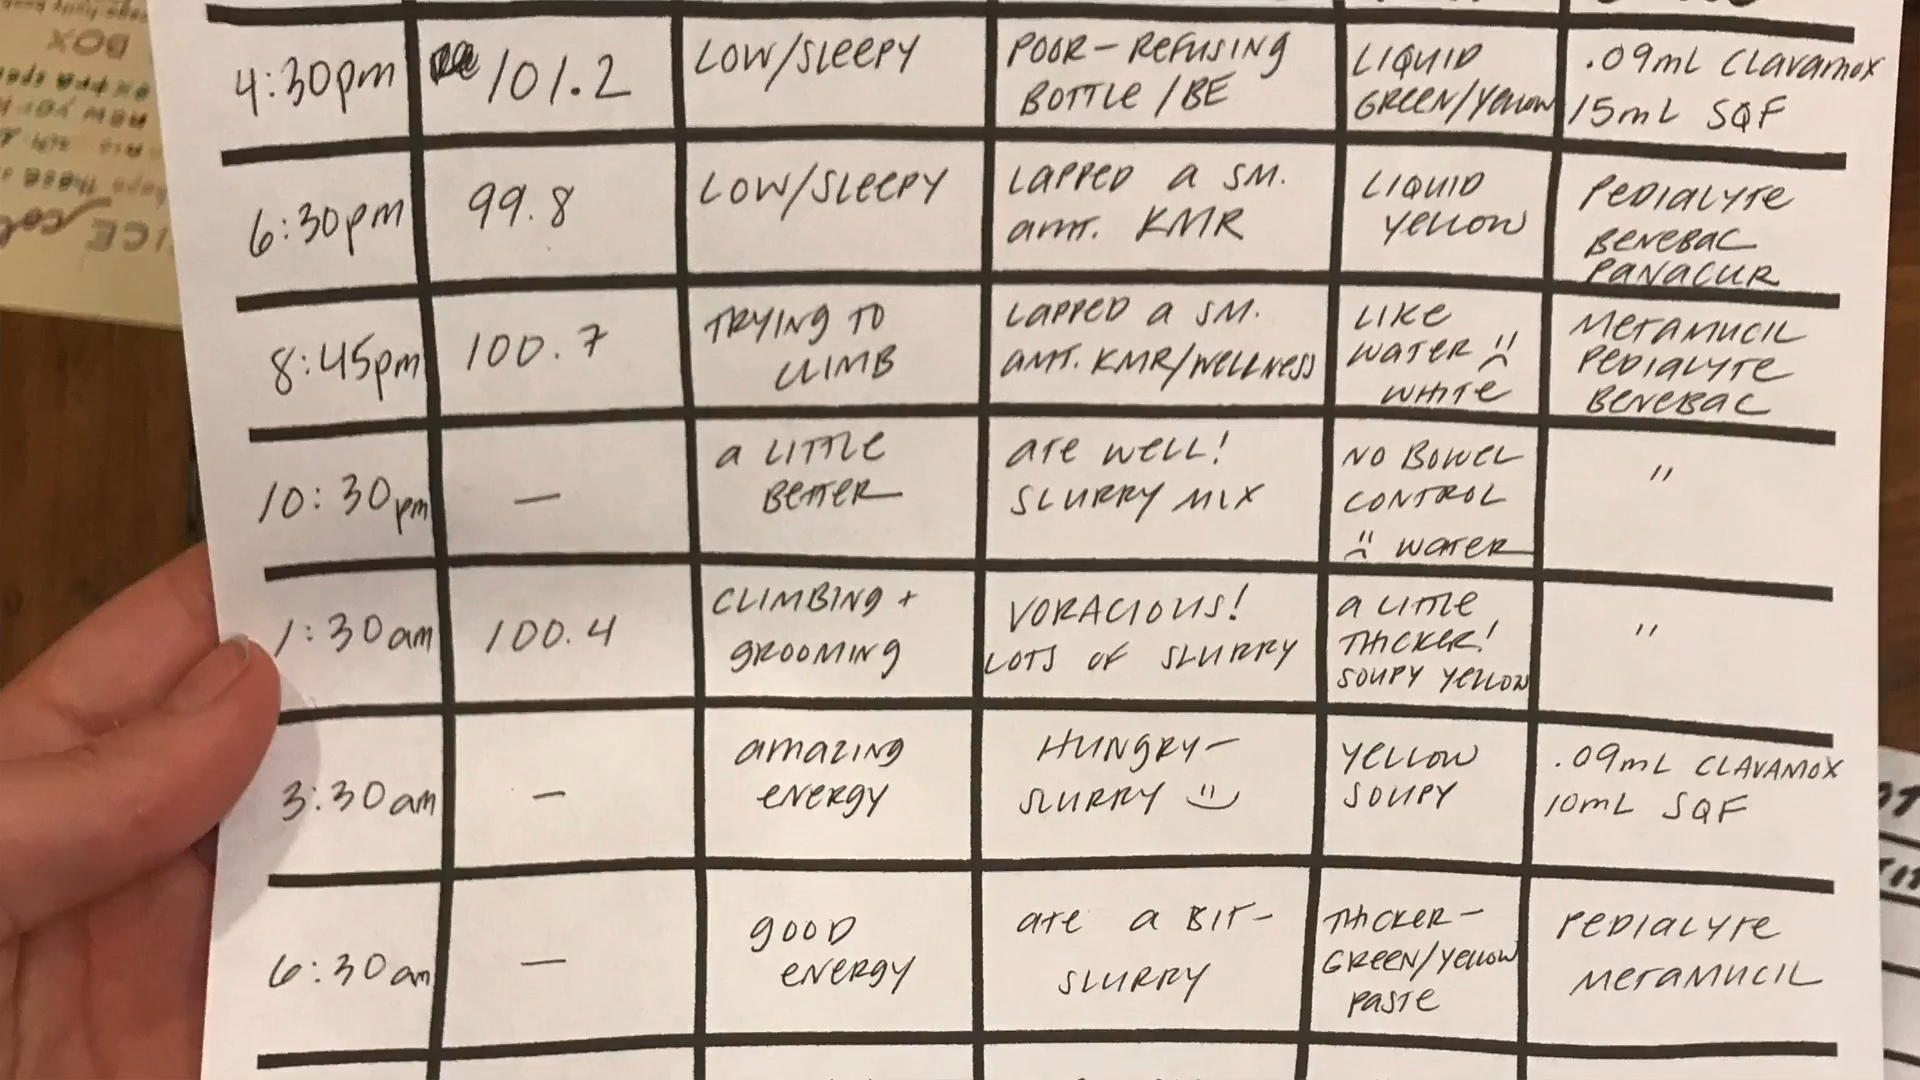 BOX
4:30pm 101.2 LOW/SLEEPY POOR - REFUSING BOTTLE/BE LIQUID GREEN/YELLOW .09mL Clavamox 15mL SQF
6:30pm 99.8 LOW/SLEEPY LAPPED a SM. amt. KMR LIQUID YELLOW PEDIALYTE BENEBAC PANACUR
8:45pm 100.7 TRYING TO CLIMB LAPPED a SM. amt. KMR/WELLNESS LIKE WATER WHITE METAMUCIL PEDIALYTE BENEBAC
10:30pm — a LITTLE BETTER ATE WELL! SLURRY MIX NO BOWEL CONTROL WATER "
1:30am 100.4 CLIMBING + GROOMING VORACIOUS! LOTS OF SLURRY a LITTLE THICKER! SOUPY YELLOW "
3:30am — amazing energy HUNGRY - SLURRY YELLOW SOUPY .09mL CLAVAMOX 10mL SQF
6:30am — good energy ate a BIT - SLURRY THICKER - GREEN/YELLOW PASTE PEDIALYTE METAMUCIL